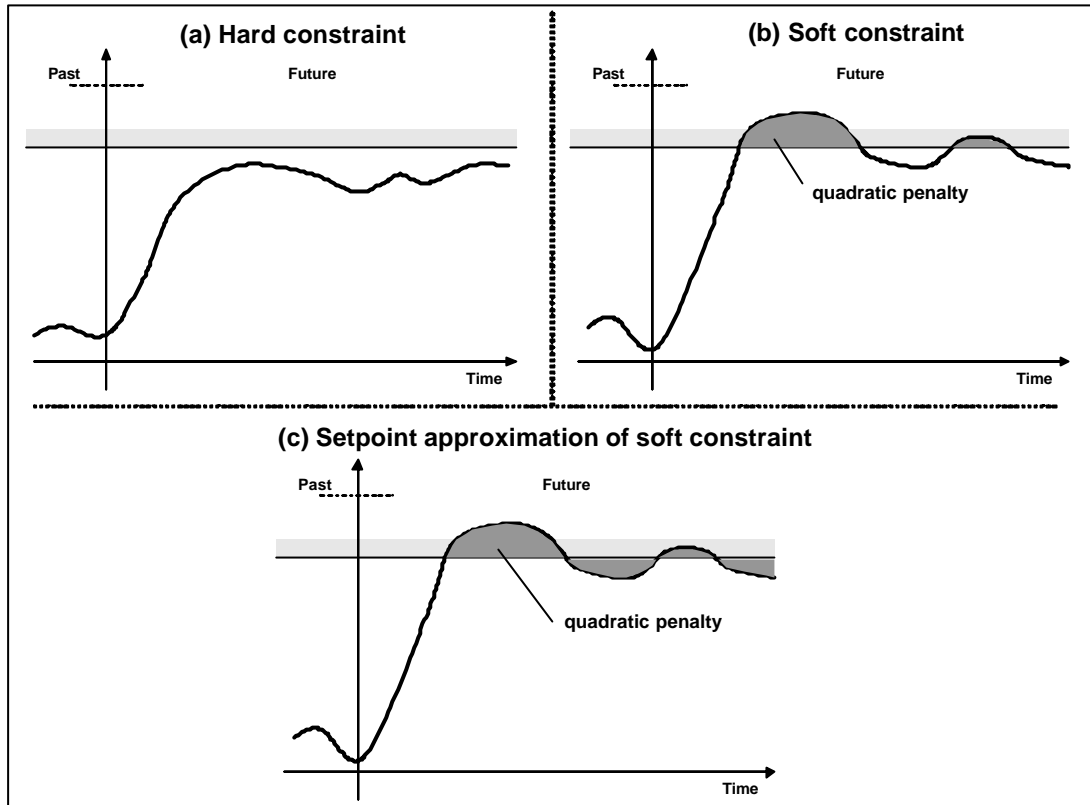 (a) Hard constraint
Past
Future
Time
(b) Soft constraint
Past
Future
quadratic penalty
Time
(c) Setpoint approximation of soft constraint
Past
Future
quadratic penalty
Time